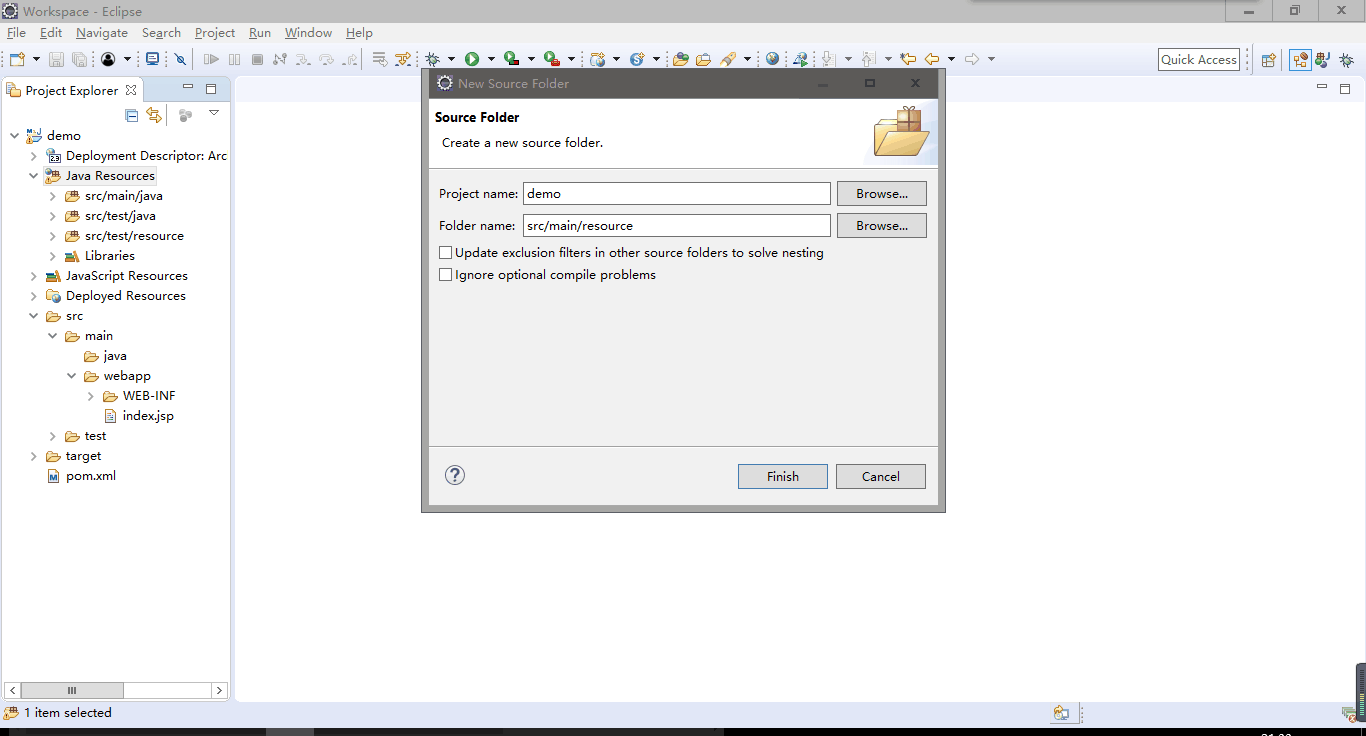 Workspace - Eclipse
File Edit Navigate Search Project Run Window Help
Quick Access
Project Explorer
demo
Deployment Descriptor: Arc
Java Resources
src/main/java
src/test/java
src/test/resource
Libraries
JavaScript Resources
Deployed Resources
src
main
java
webapp
WEB-INF
index.jsp
test
target
pom.xml
New Source Folder
Source Folder
Create a new source folder.
Project name: demo Browse...
Folder name: src/main/resource Browse...
Update exclusion filters in other source folders to solve nesting
Ignore optional compile problems
Finish Cancel
1 item selected